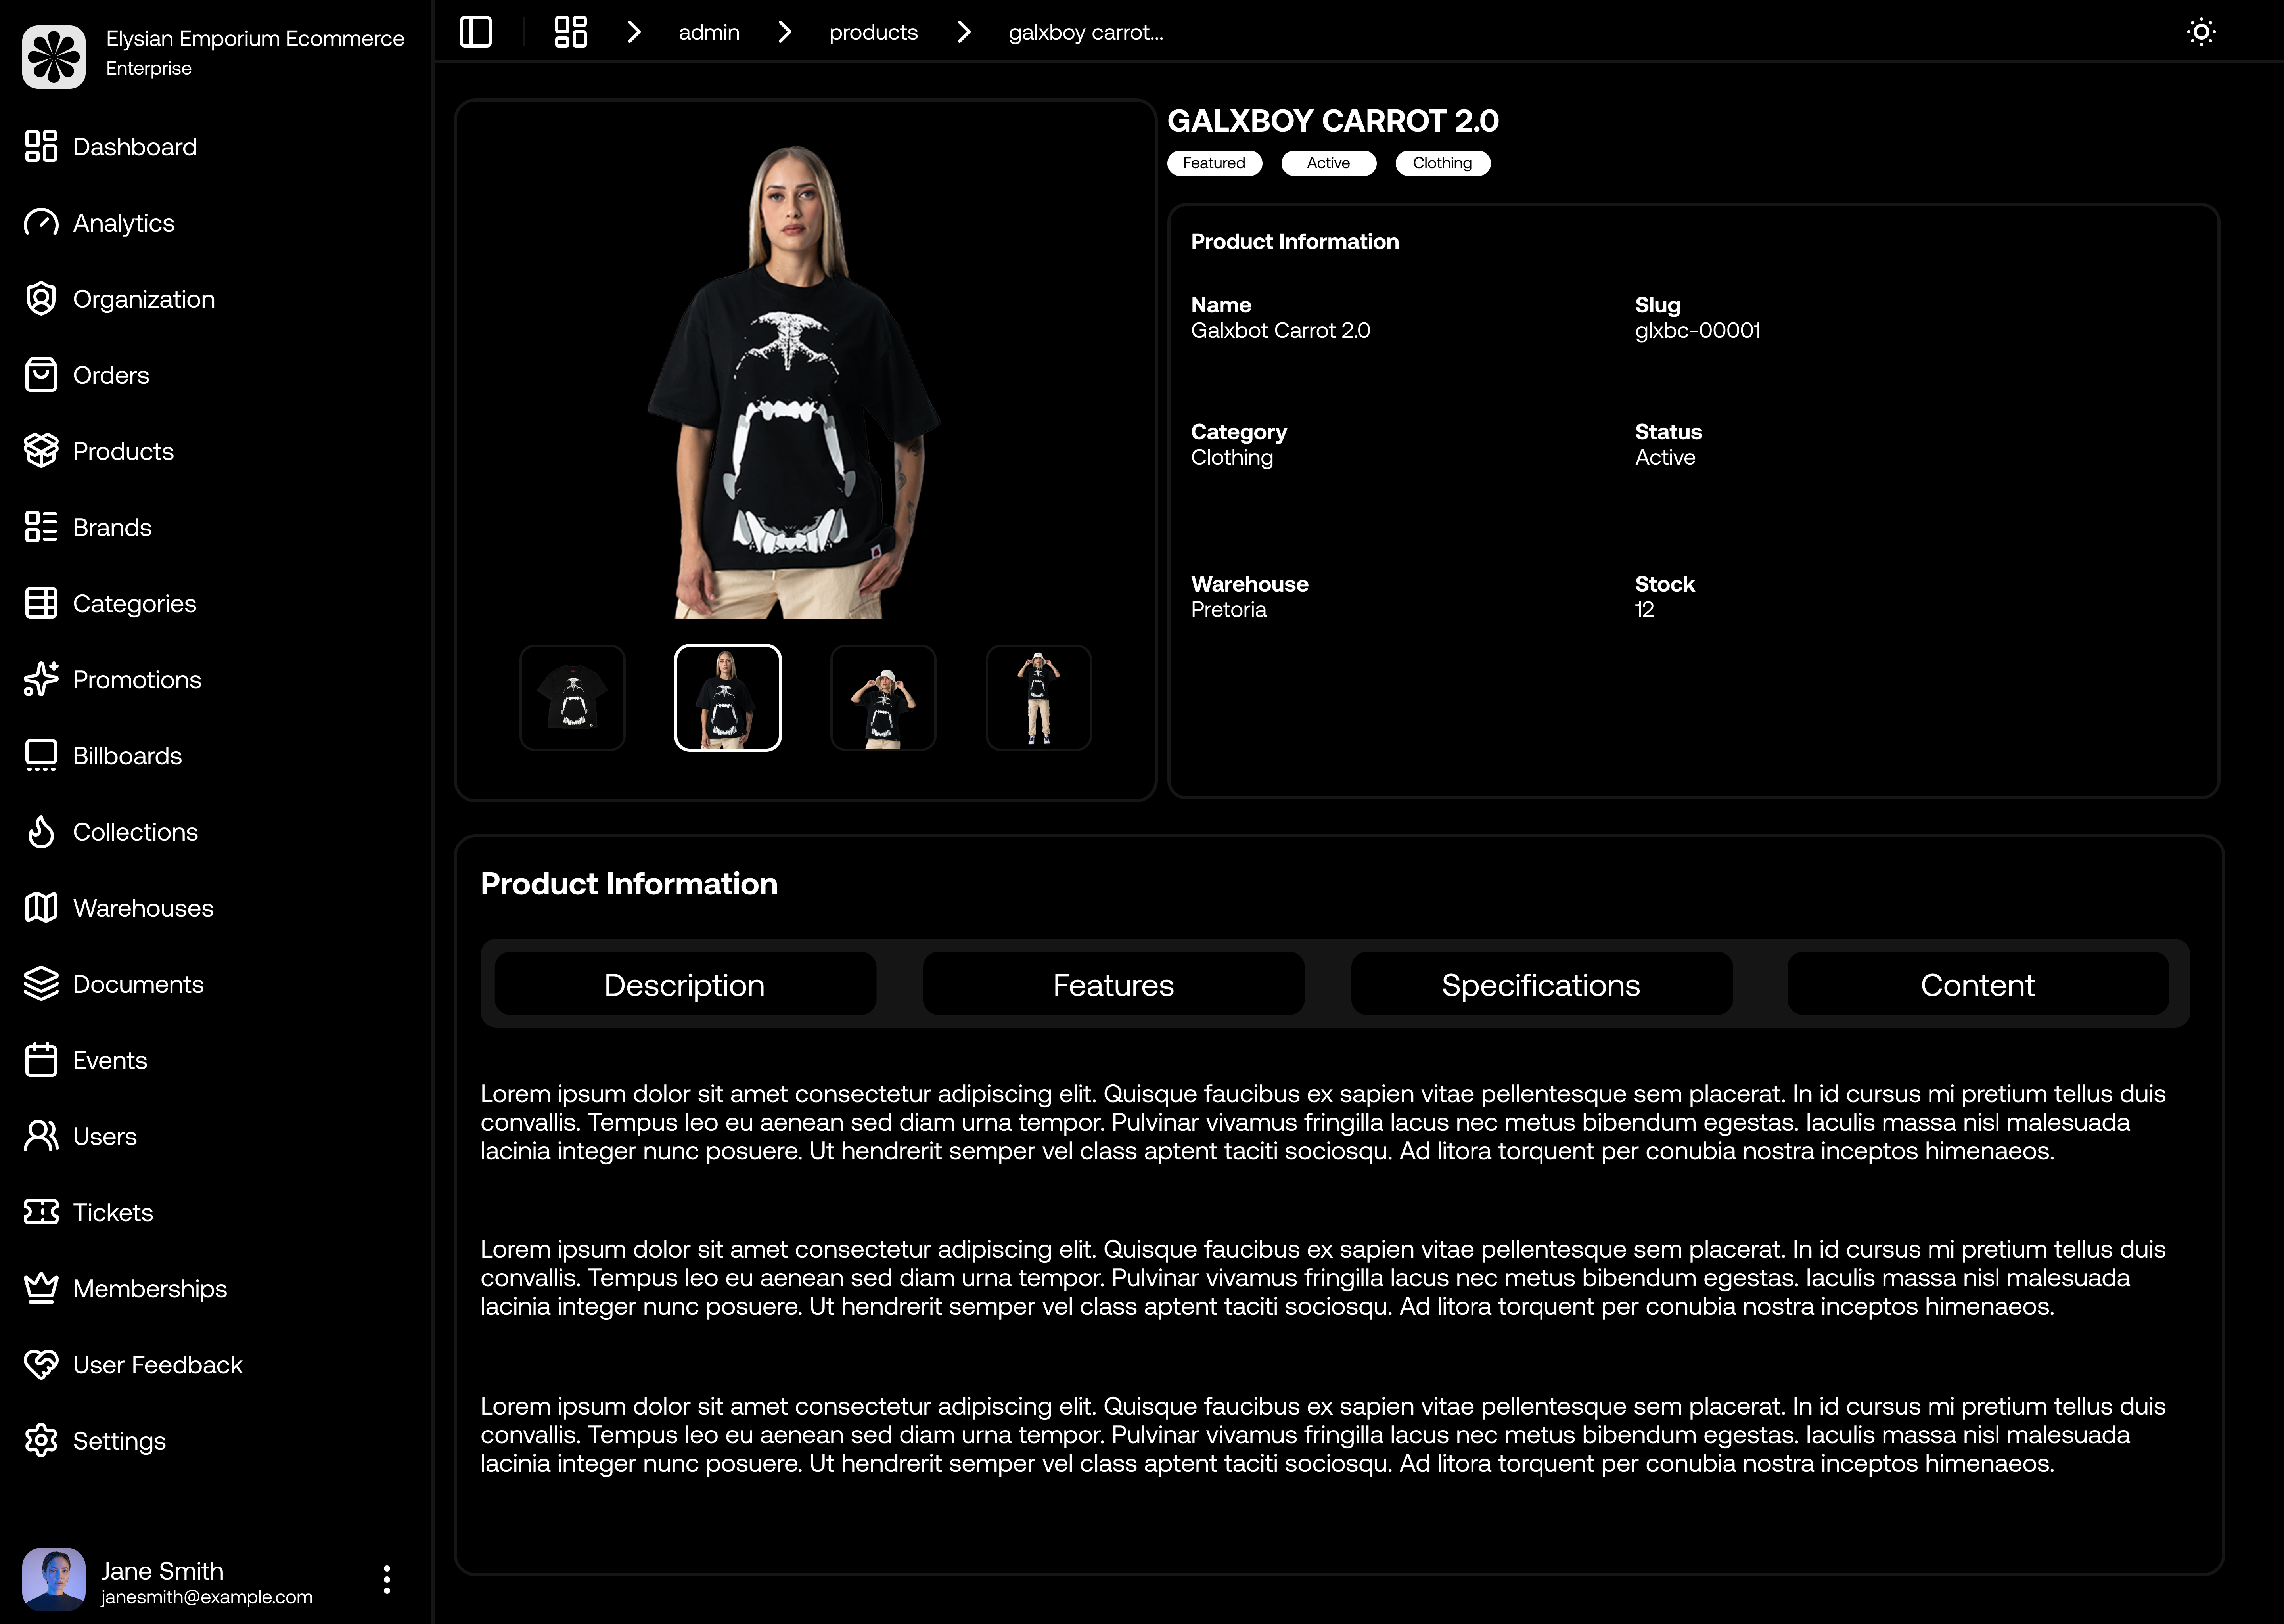 Elysian Emporium Ecommerce
Enterprise
Dashboard
Analytics
Organization
Orders
Products
Brands
Categories
Promotions
Billboards
Collections
Warehouses
Documents
Events
Users
Tickets
Memberships
User Feedback
Settings
Jane Smith
janesmith@example.com
admin
products
galxboy carrot...
GALXBOY CARROT 2.0
Featured
Active
Clothing
Product Information
Name
Galxbot Carrot 2.0
Slug
glxbc-00001
Category
Clothing
Status
Active
Warehouse
Pretoria
Stock
12
Product Information
Description
Features
Specifications
Content
Lorem ipsum dolor sit amet consectetur adipiscing elit. Quisque faucibus ex sapien vitae pellentesque sem placerat. In id cursus mi pretium tellus duis
convallis. Tempus leo eu aenean sed diam urna tempor. Pulvinar vivamus fringilla lacus nec metus bibendum egestas. Iaculis massa nisl malesuada
lacinia integer nunc posuere. Ut hendrerit semper vel class aptent taciti sociosqu. Ad litora torquent per conubia nostra inceptos himenaeos.
Lorem ipsum dolor sit amet consectetur adipiscing elit. Quisque faucibus ex sapien vitae pellentesque sem placerat. In id cursus mi pretium tellus duis
convallis. Tempus leo eu aenean sed diam urna tempor. Pulvinar vivamus fringilla lacus nec metus bibendum egestas. Iaculis massa nisl malesuada
lacinia integer nunc posuere. Ut hendrerit semper vel class aptent taciti sociosqu. Ad litora torquent per conubia nostra inceptos himenaeos.
Lorem ipsum dolor sit amet consectetur adipiscing elit. Quisque faucibus ex sapien vitae pellentesque sem placerat. In id cursus mi pretium tellus duis
convallis. Tempus leo eu aenean sed diam urna tempor. Pulvinar vivamus fringilla lacus nec metus bibendum egestas. Iaculis massa nisl malesuada
lacinia integer nunc posuere. Ut hendrerit semper vel class aptent taciti sociosqu. Ad litora torquent per conubia nostra inceptos himenaeos.